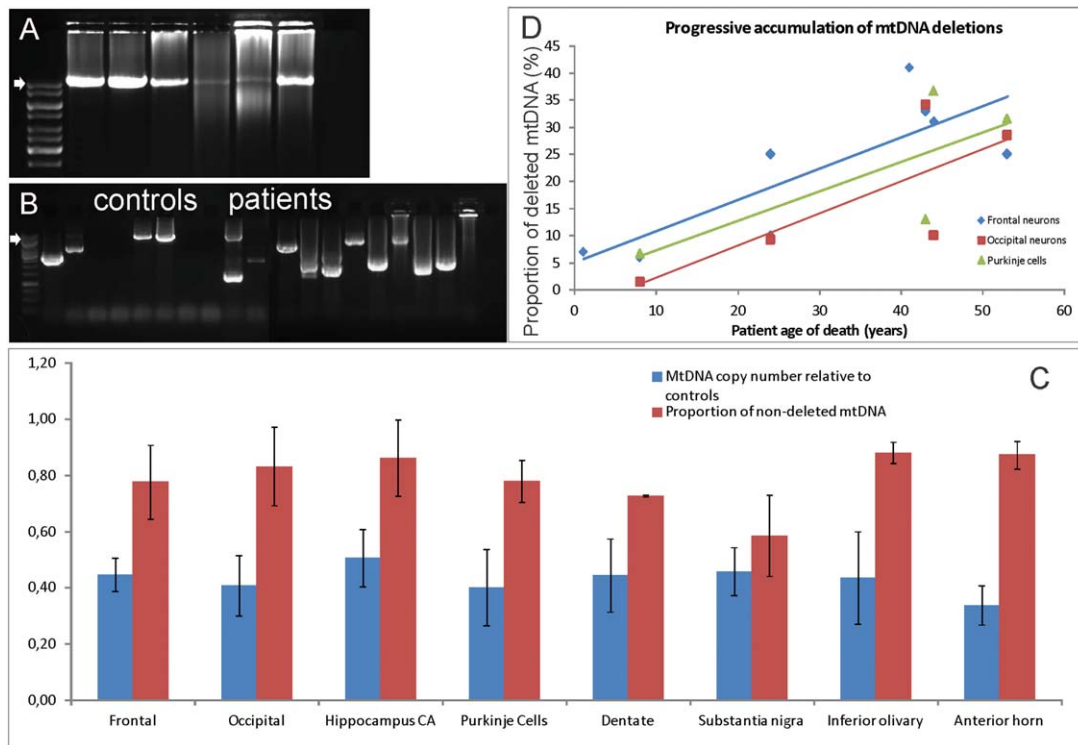 A
B
controls patients
D
Progressive accumulation of mtDNA deletions
Proportion of deleted mtDNA (%)
45
40
35
30
25
20
15
10
5
0
0 10 20 30 40 50 60
Patient age of death (years)
Frontal neurons
Occipital neurons
Purkinje cells
C
MtDNA copy number relative to
controls
Proportion of non-deleted mtDNA
1,20
1,00
0,80
0,60
0,40
0,20
0,00
Frontal Occipital Hippocampus CA Purkinje Cells Dentate Substantia nigra Inferior olivary Anterior horn